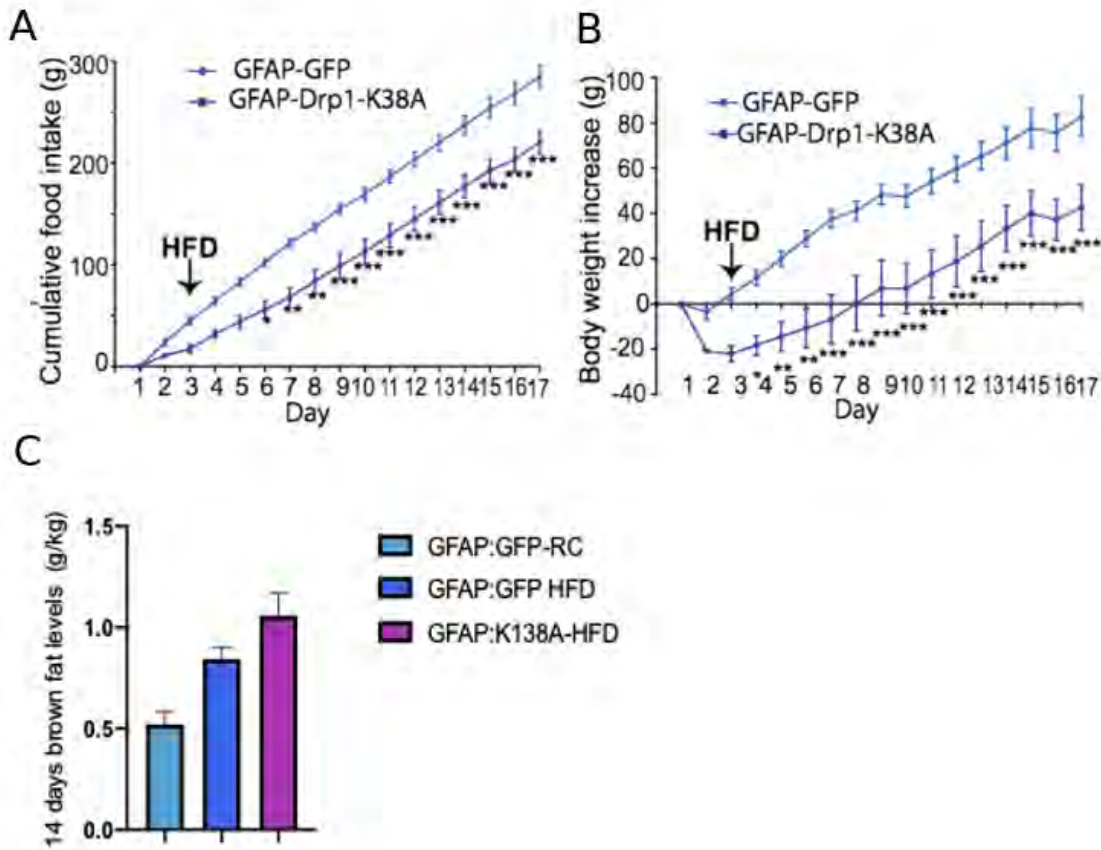 A
Cumulative food intake (g)
300
200
100
0
GFAP-GFP
GFAP-Drp1-K38A
HFD
*
**
**
***
***
***
***
***
***
***
***
***
1 2 3 4 5 6 7 8 9 10 11 12 13 14 15 16 17
Day
B
Body weight increase (g)
100
80
60
40
20
0
-20
-40
GFAP-GFP
GFAP-Drp1-K38A
HFD
*
**
**
***
***
***
***
***
***
***
***
***
***
***
1 2 3 4 5 6 7 8 9 10 11 12 13 14 15 16 17
Day
C
14 days brown fat levels (g/kg)
1.5
1.0
0.5
0.0
GFAP:GFP-RC
GFAP:GFP HFD
GFAP:K138A-HFD